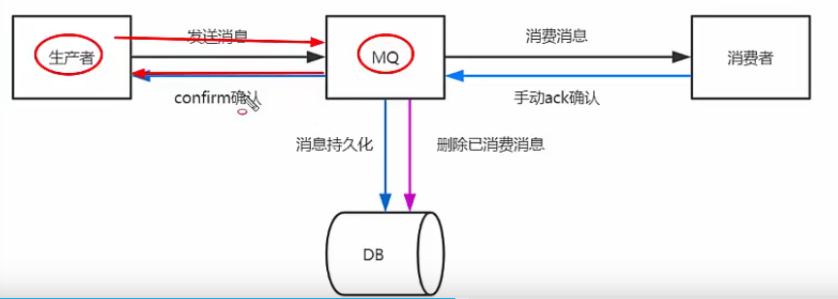 发送消息
消费消息
生产者
MQ
消费者
confirm确认
手动ack确认
消息持久化
删除已消费消息
DB